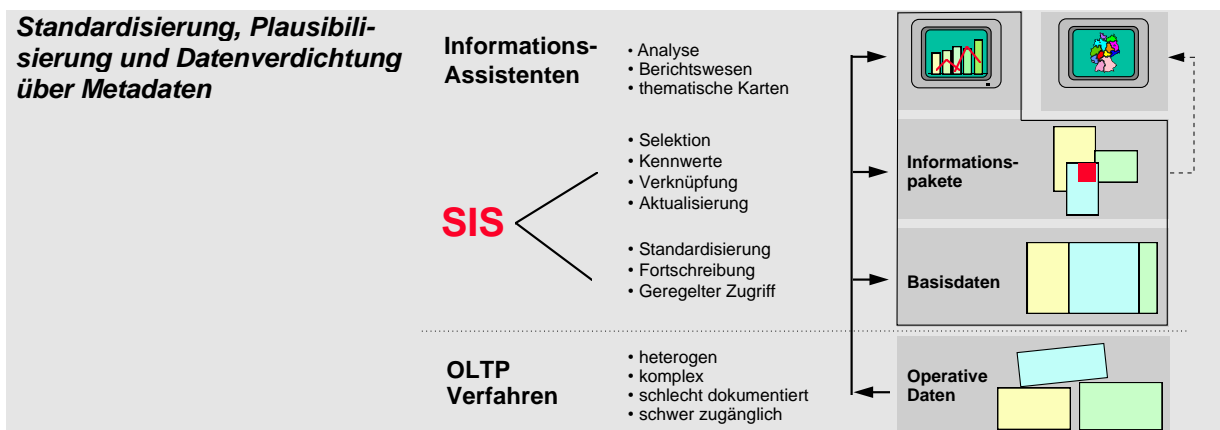 Standardisierung, Plausibili-
sierung und Datenverdichtung
über Metadaten
Informations-
Assistenten
• Analyse
• Berichtswesen
• thematische Karten
SIS
• Selektion
• Kennwerte
• Verknüpfung
• Aktualisierung
• Standardisierung
• Fortschreibung
• Geregelter Zugriff
Informations-
pakete
Basisdaten
OLTP
Verfahren
• heterogen
• komplex
• schlecht dokumentiert
• schwer zugänglich
Operative
Daten